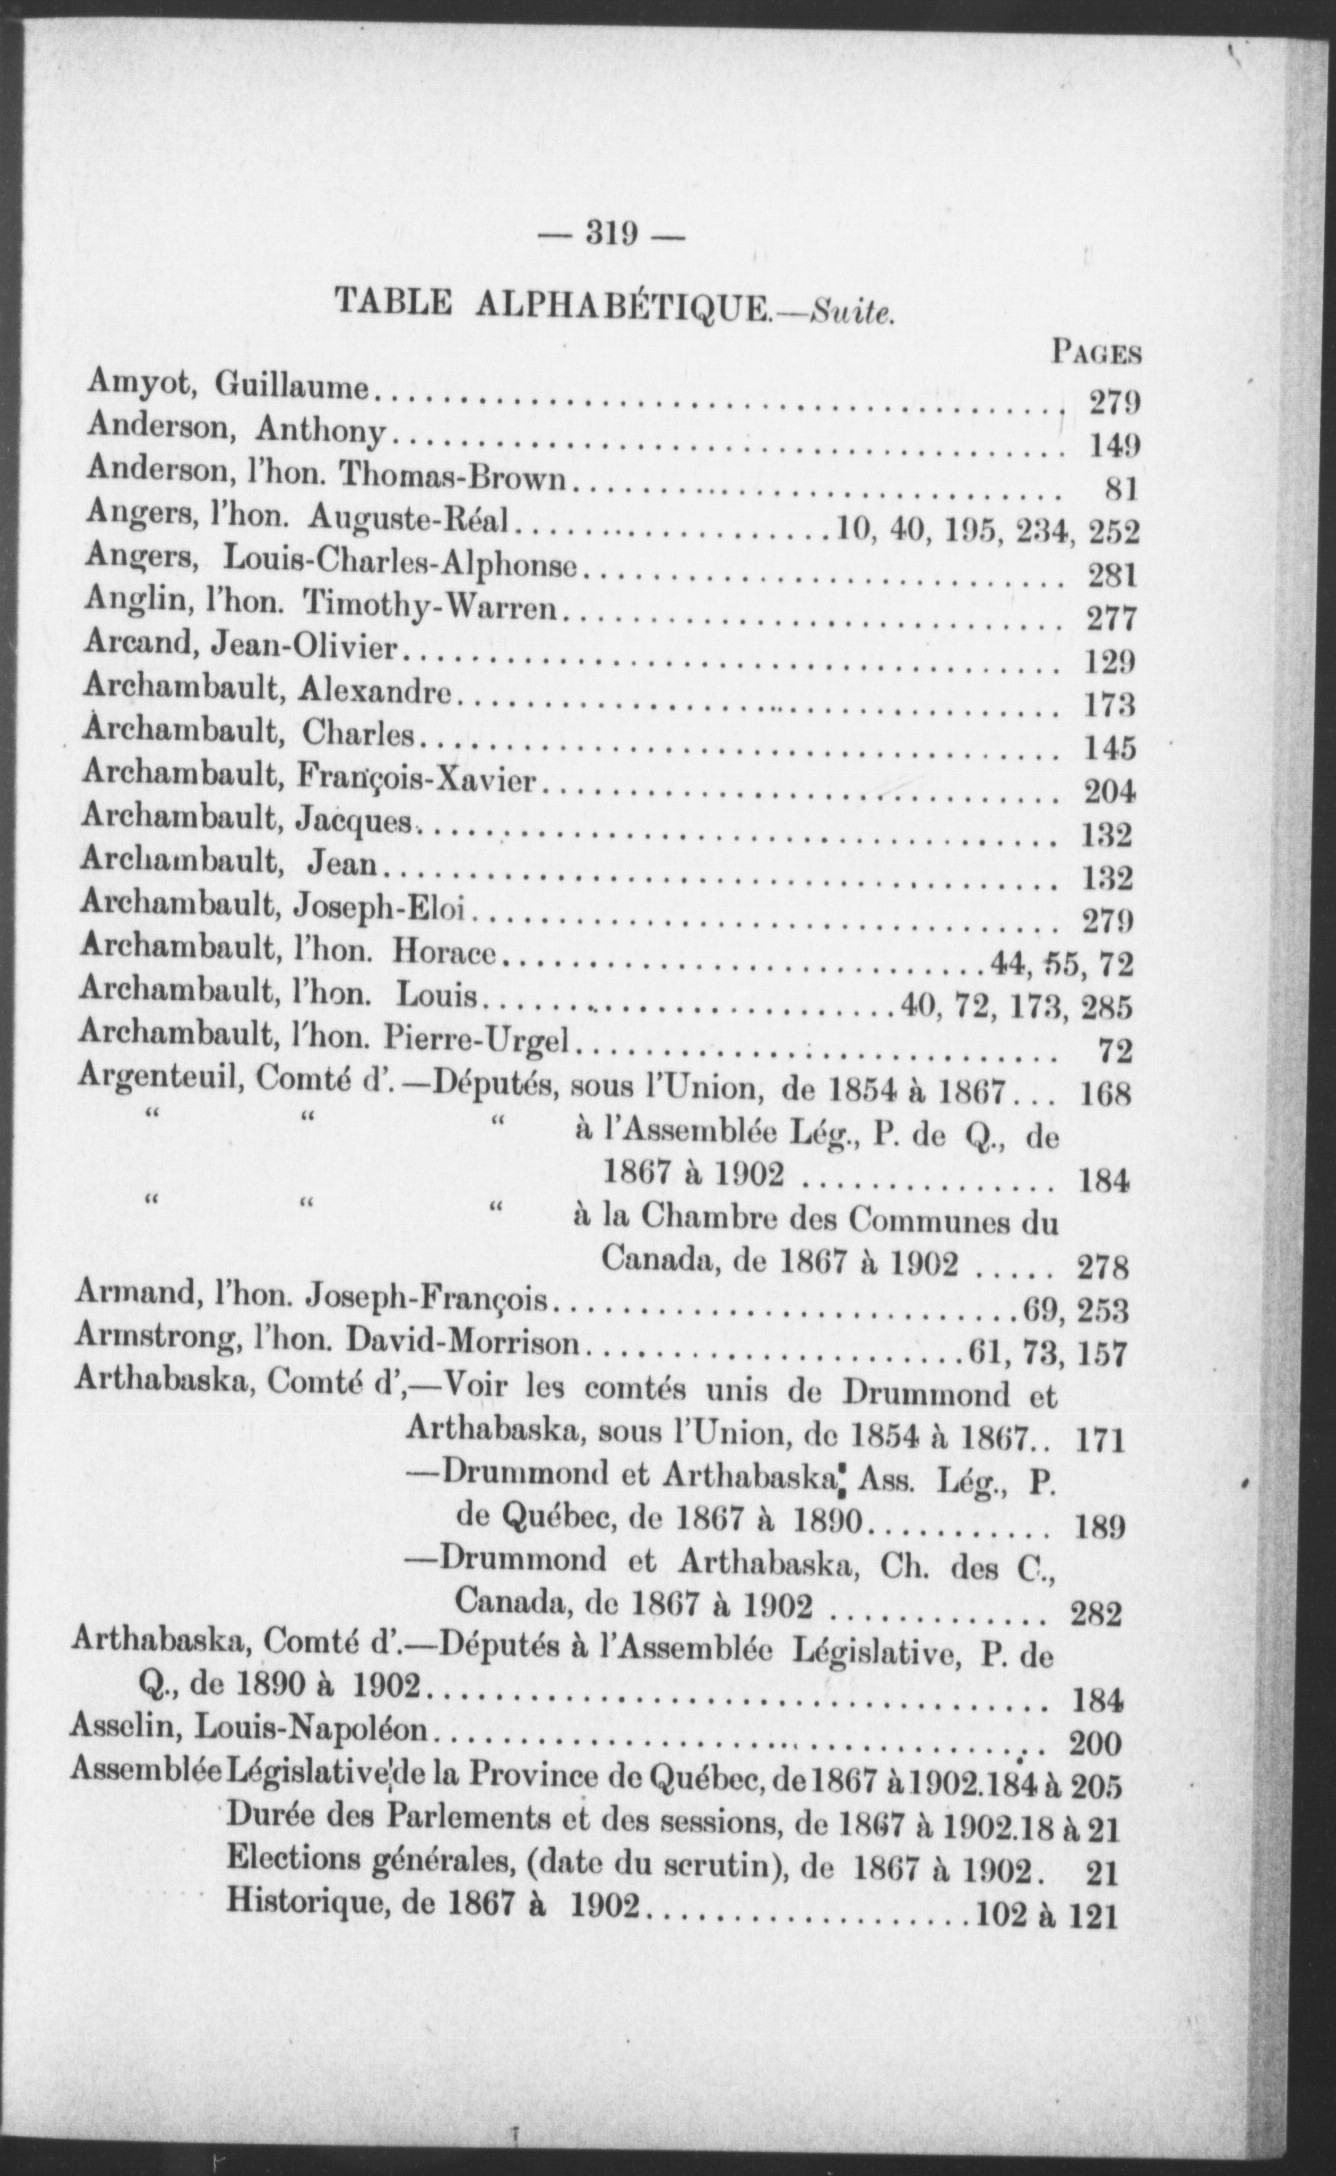 — 319 —
TABLE ALPHABÉTIQUE.—Suite.
PAGES
Amyot, Guillaume........................................ 279
Anderson, Anthony....................................... 149
Anderson, l'hon. Thomas-Brown............................. 81
Angers, l'hon. Auguste-Réal...................10, 40, 195, 234, 252
Angers, Louis-Charles-Alphonse............................ 281
Anglin, l'hon. Timothy-Warren............................. 277
Arcand, Jean-Olivier...................................... 129
Archambault, Alexandre.................................... 173
Archambault, Charles...................................... 145
Archambault, François-Xavier.............................. 204
Archambault, Jacques...................................... 132
Archambault, Jean......................................... 132
Archambault, Joseph-Eloi.................................. 279
Archambault, l'hon. Horace............................44, 55, 72
Archambault, l'hon. Louis........................40, 72, 173, 285
Archambault, l'hon. Pierre-Urgel............................ 72
Argenteuil, Comté d'.—Députés, sous l'Union, de 1854 à 1867... 168
“ “ “ à l'Assemblée Lég., P. de Q., de
1867 à 1902 ............... 184
“ “ “ à la Chambre des Communes du
Canada, de 1867 à 1902 ..... 278
Armand, l'hon. Joseph-François...........................69, 253
Armstrong, l'hon. David-Morrison......................61, 73, 157
Arthabaska, Comté d',—Voir les comtés unis de Drummond et
Arthabaska, sous l'Union, de 1854 à 1867.. 171
—Drummond et Arthabaska; Ass. Lég., P.
de Québec, de 1867 à 1890............ 189
—Drummond et Arthabaska, Ch. des C.,
Canada, de 1867 à 1902 ............. 282
Arthabaska, Comté d'.—Députés à l'Assemblée Législative, P. de
Q., de 1890 à 1902.................................... 184
Asselin, Louis-Napoléon................................... 200
Assemblée Législative de la Province de Québec, de 1867 à 1902.184 à 205
Durée des Parlements et des sessions, de 1867 à 1902.18 à 21
Elections générales, (date du scrutin), de 1867 à 1902. 21
Historique, de 1867 à 1902...................102 à 121